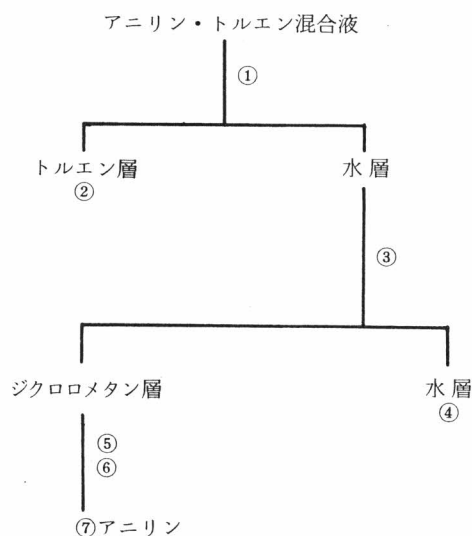 アニリン・トルエン混合液
①
トルエン層
②
水層
③
ジクロロメタン層
水層
④
⑤
⑥
⑦アニリン